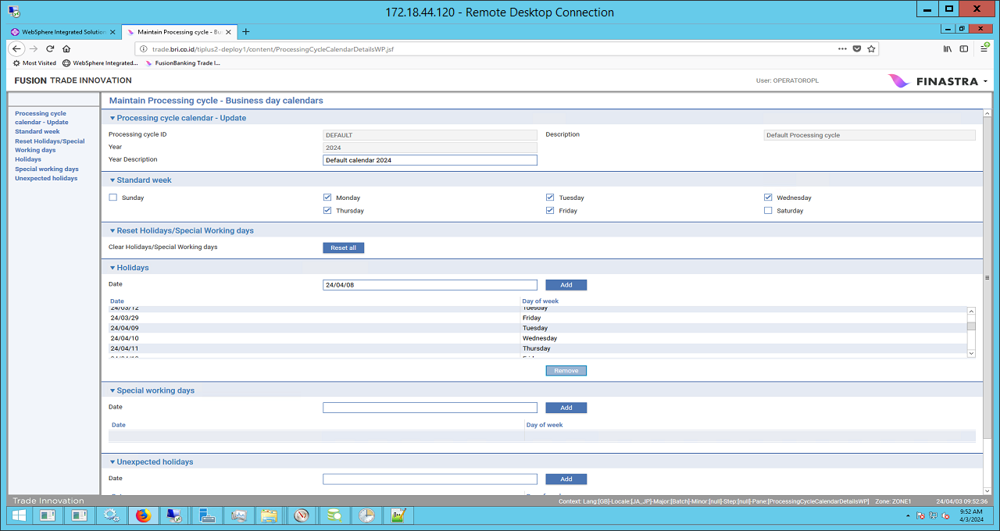 172.18.44.120 - Remote Desktop Connection
WebSphere Integrated Solution
Maintain Processing cycle - Bu
trade.bri.co.id/tiplus2-deploy1/content/ProcessingCycleCalendarDetailsWP.jsf
Most Visited WebSphere Integrated... FusionBanking Trade I...
FUSION TRADE INNOVATION
User: OPERATOROPL
FINASTRA
Processing cycle calendar - Update
Standard week
Reset Holidays/Special Working days
Holidays
Special working days
Unexpected holidays
Maintain Processing cycle - Business day calendars
Processing cycle calendar - Update
Processing cycle ID DEFAULT Description Default Processing cycle
Year 2024
Year Description Default calendar 2024
Standard week
Sunday Monday Tuesday Wednesday
Thursday Friday Saturday
Reset Holidays/Special Working days
Clear Holidays/Special Working days Reset all
Holidays
Date 24/04/08 Add
Date Day of week
24/03/12 Tuesday
24/03/29 Friday
24/04/09 Tuesday
24/04/10 Wednesday
24/04/11 Thursday
Remove
Special working days
Date Add
Date Day of week
Unexpected holidays
Date Add
Trade Innovation
Context: Lang:[GB]-Locale:[JA_JP]-Major:[Batch]-Minor:[null]-Step:[null]-Pane:[ProcessingCycleCalendarDetailsWP] Zone: ZONE1 24/04/03 09:52:36
9:52 AM
4/3/2024